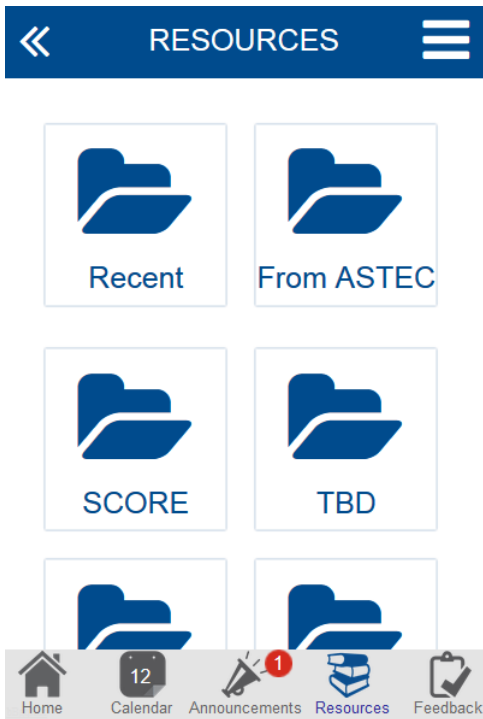 RESOURCES
Recent
From ASTEC
SCORE
TBD
12
1
Home
Calendar
Announcements
Resources
Feedback